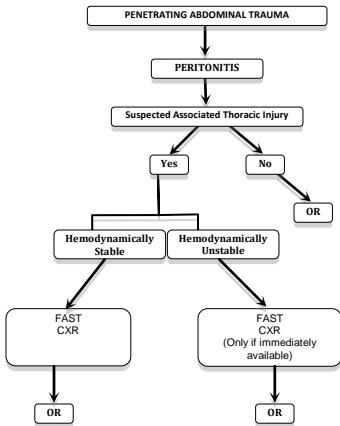 PENETRATING ABDOMINAL TRAUMA
PERITONITIS
Suspected Associated Thoracic Injury
Yes
No
OR
Hemodynamically
Stable
Hemodynamically
Unstable
FAST
CXR
FAST
CXR
(Only if immediately
available)
OR
OR